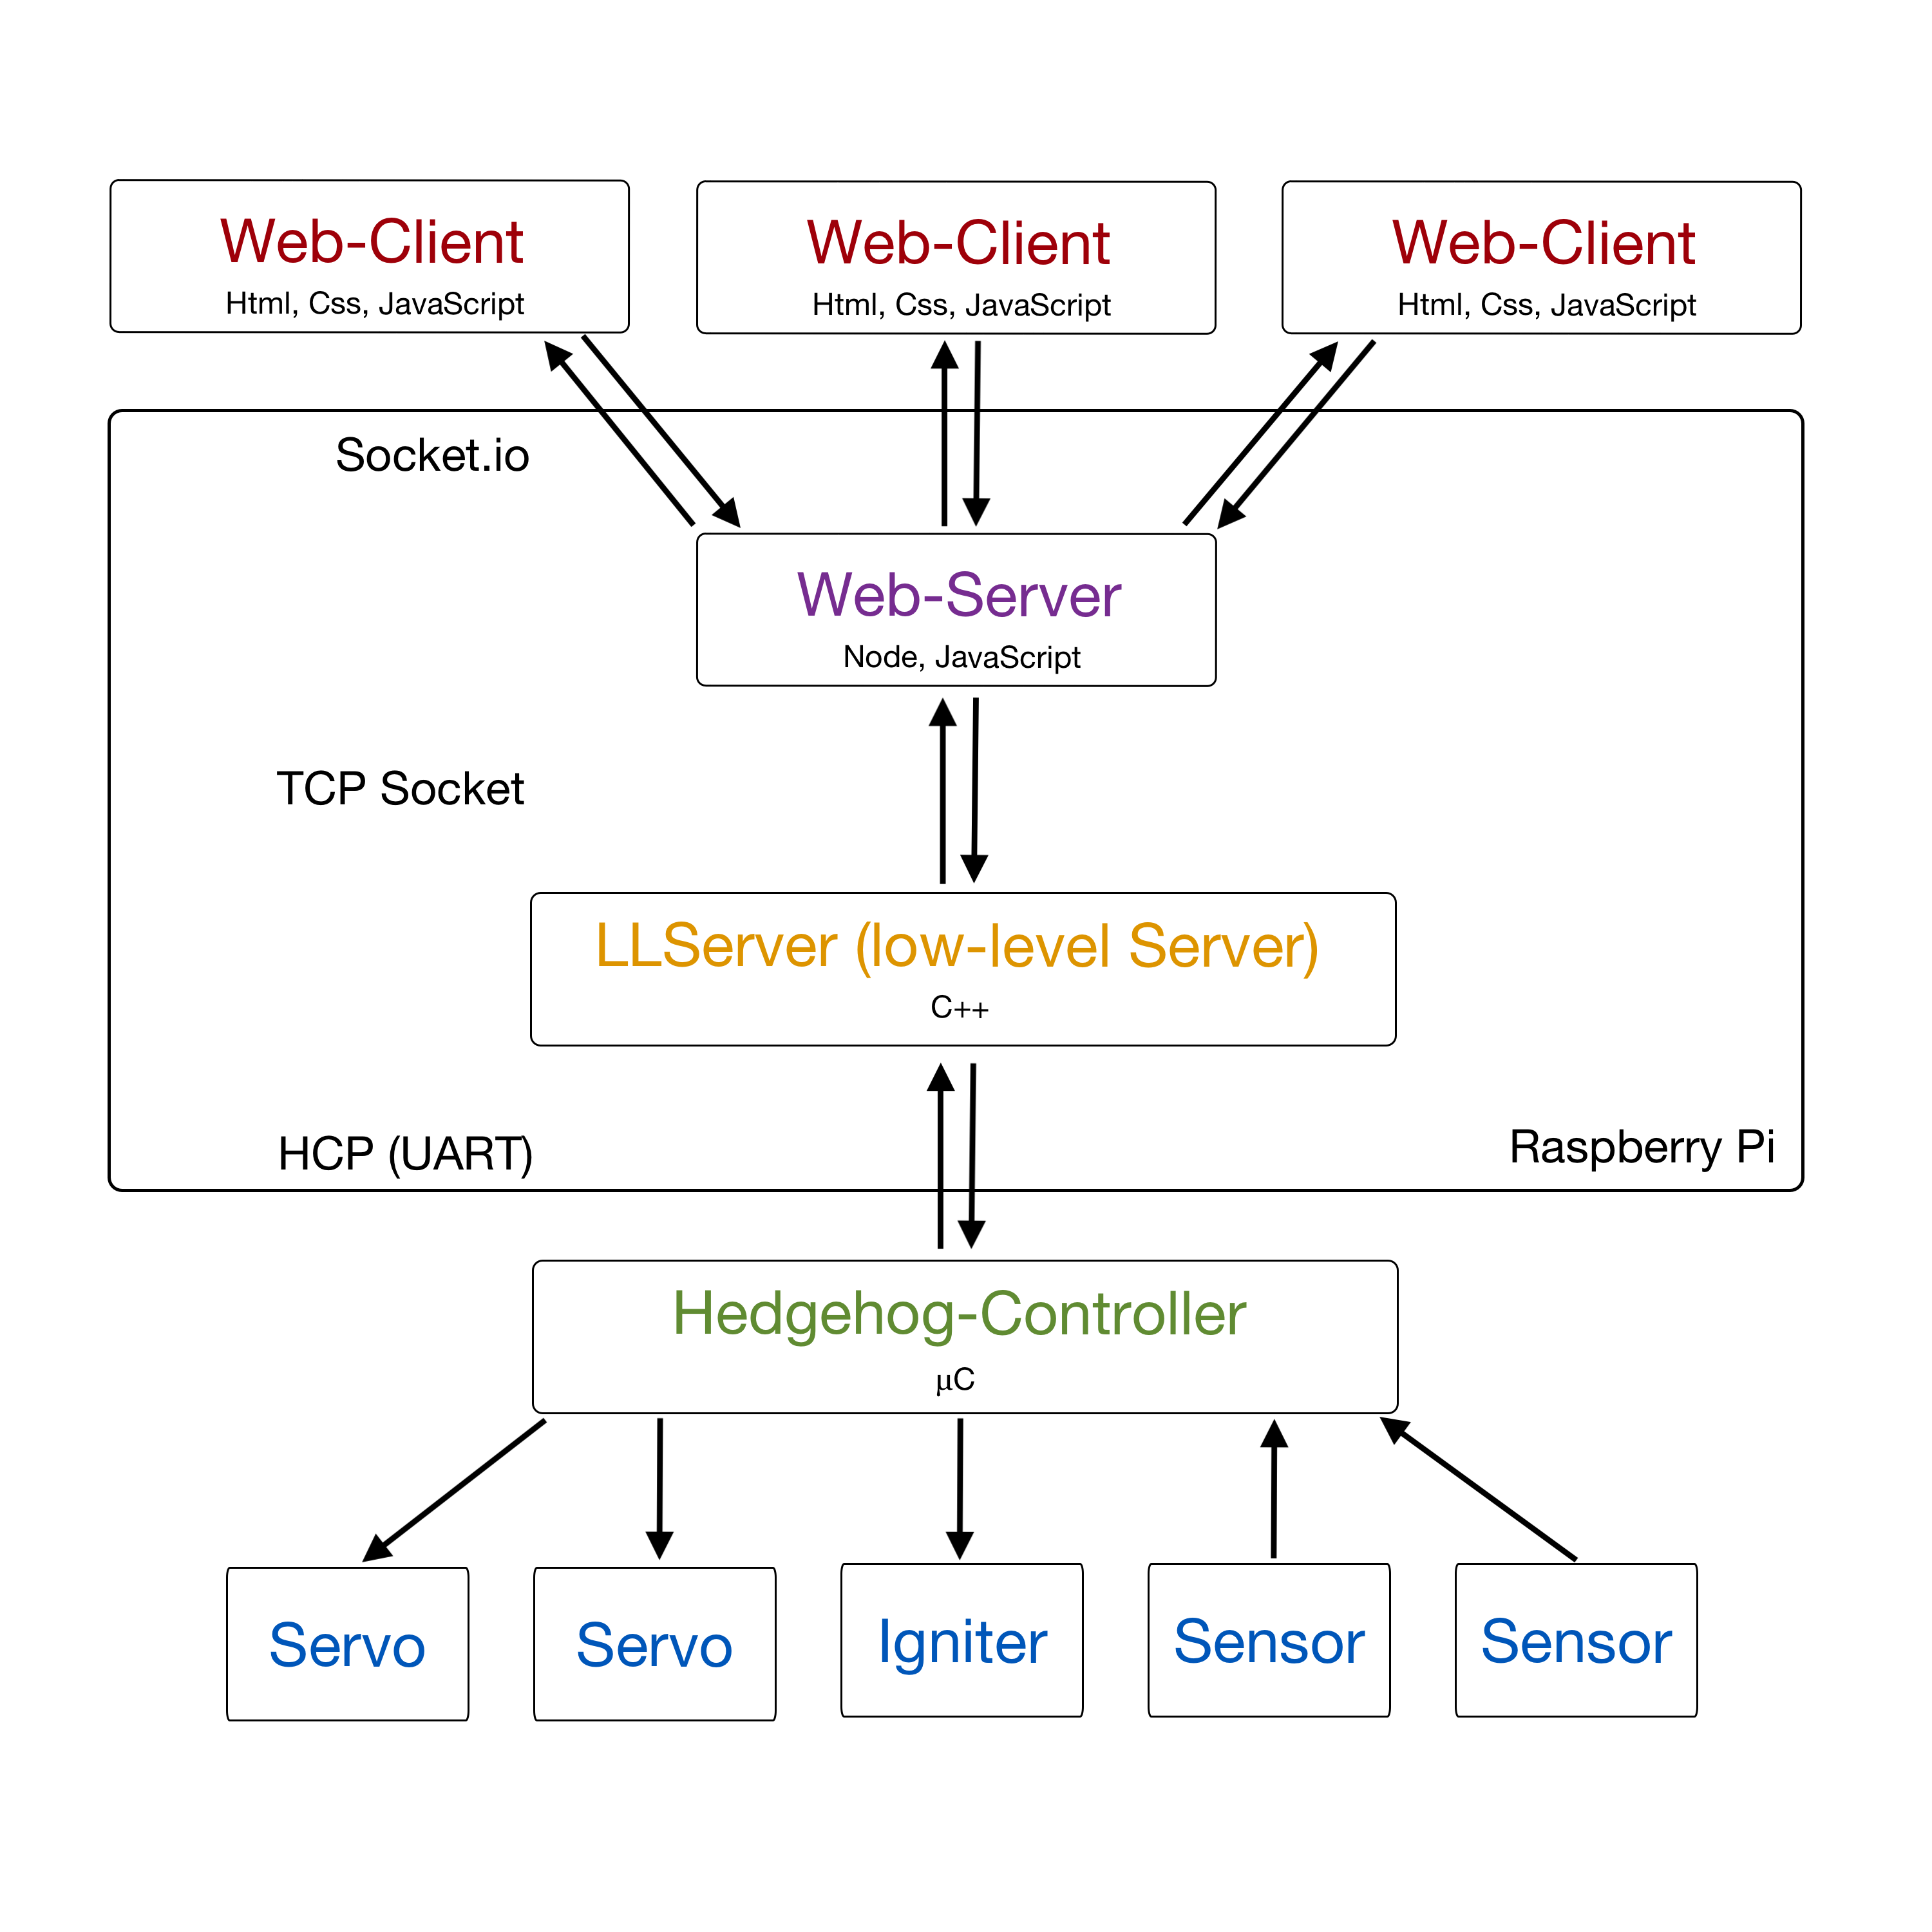 Web-Client
Html, Css, JavaScript
Web-Client
Html, Css, JavaScript
Web-Client
Html, Css, JavaScript
Socket.io
Web-Server
Node, JavaScript
TCP Socket
LLServer (low-level Server)
C++
HCP (UART)
Raspberry Pi
Hedgehog-Controller
µC
Servo
Servo
Igniter
Sensor
Sensor